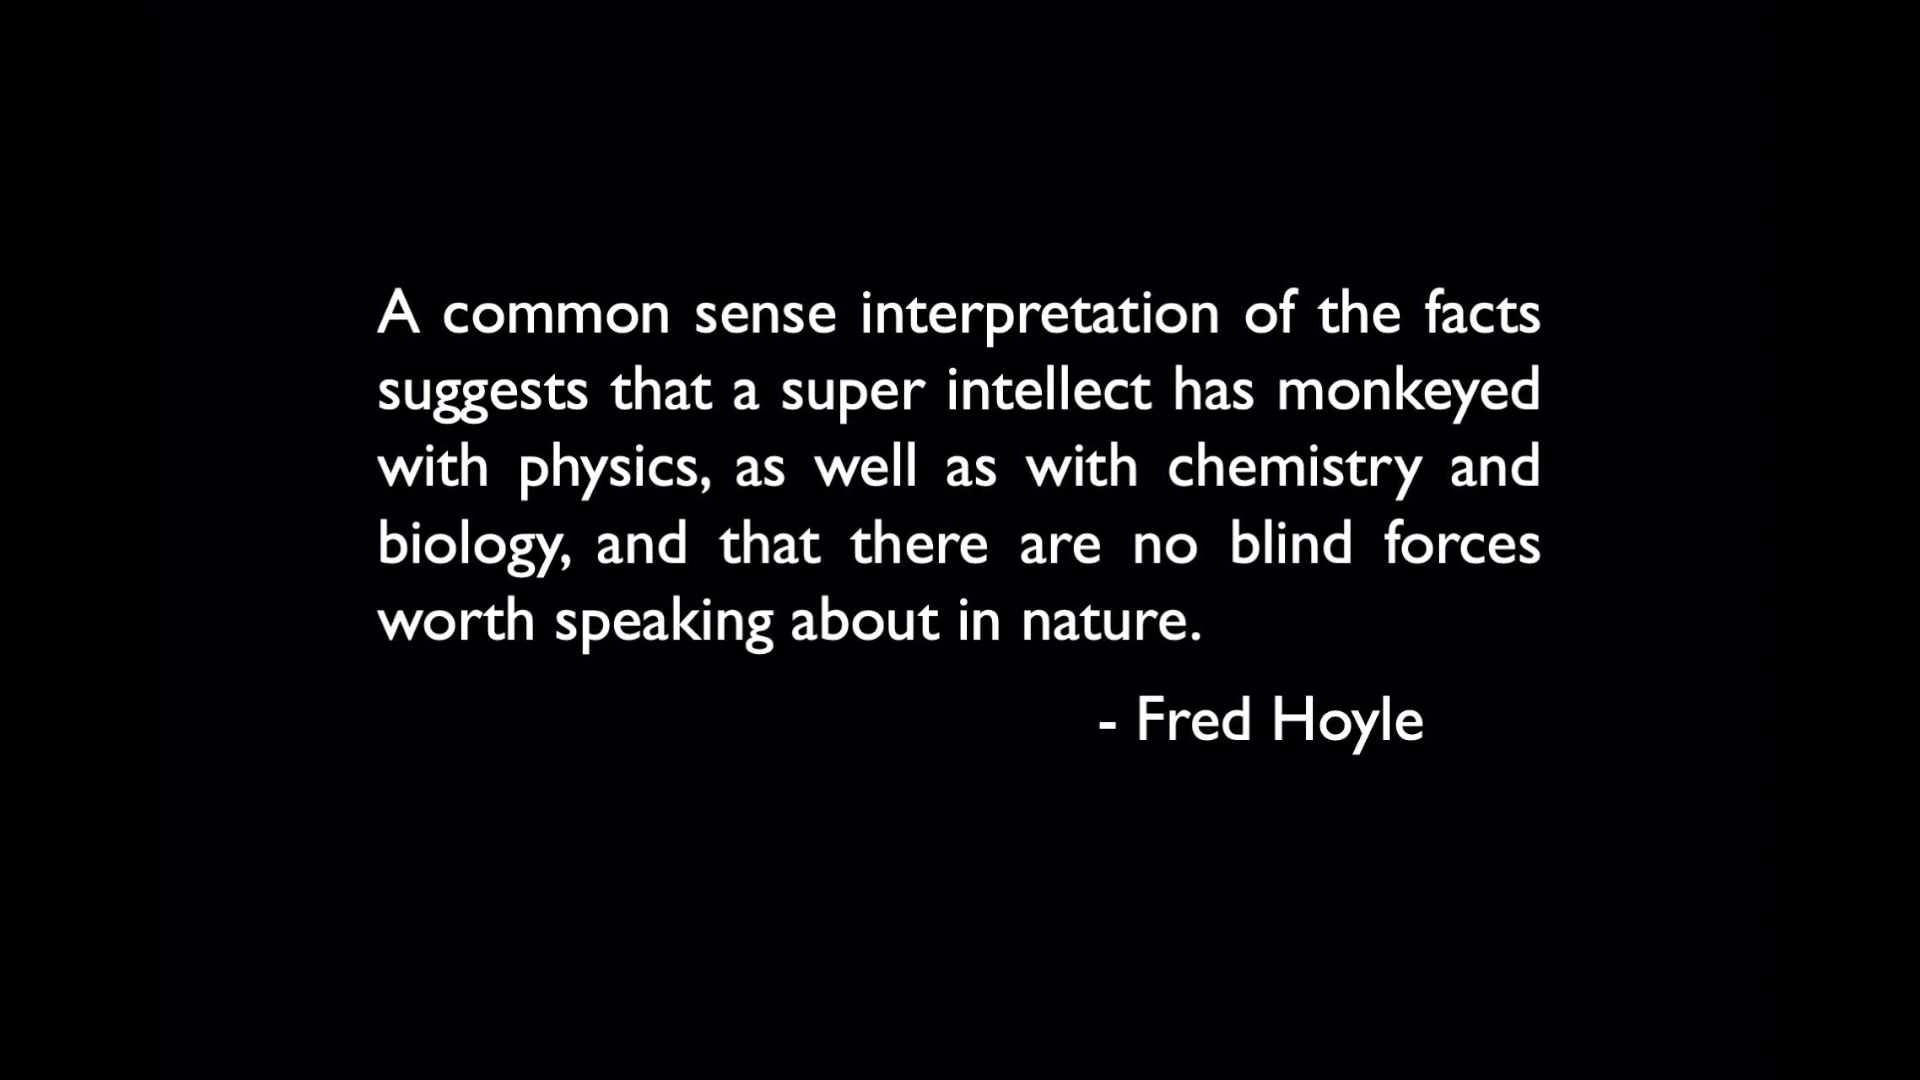 A common sense interpretation of the facts
suggests that a super intellect has monkeyed
with physics, as well as with chemistry and
biology, and that there are no blind forces
worth speaking about in nature.
- Fred Hoyle